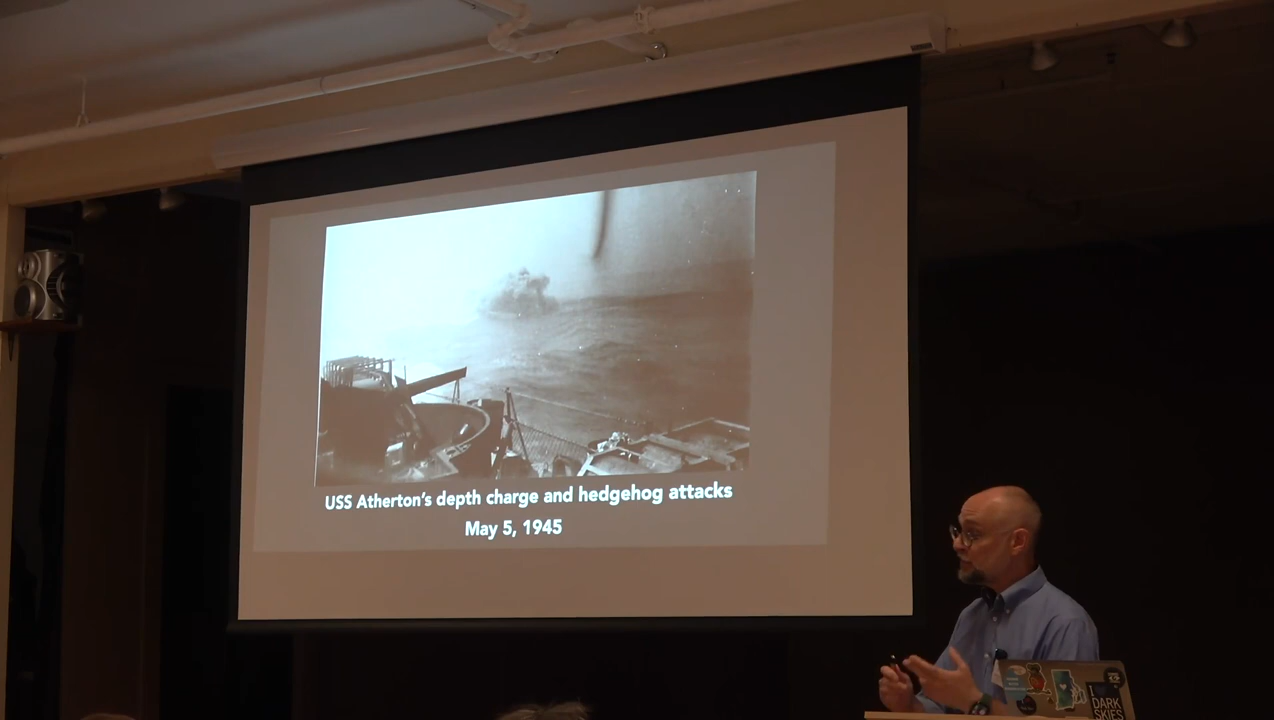 USS Atherton's depth charge and hedgehog attacks
May 5, 1945
I
DARK
SKIES